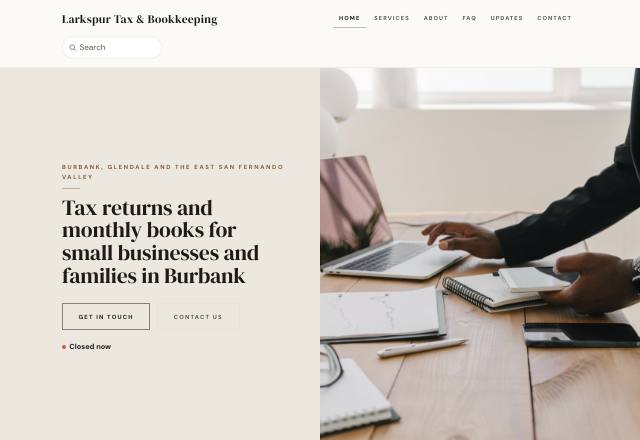 Larkspur Tax & Bookkeeping
HOME SERVICES ABOUT FAQ UPDATES CONTACT
Search
BURBANK, GLENDALE AND THE EAST SAN FERNANDO
VALLEY
Tax returns and
monthly books for
small businesses and
families in Burbank
GET IN TOUCH CONTACT US
Closed now